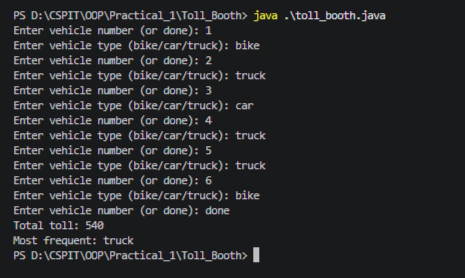 PS D:\CSPIT\OOP\Practical_1\Toll_Booth> java .\toll_booth.java
Enter vehicle number (or done): 1
Enter vehicle type (bike/car/truck): bike
Enter vehicle number (or done): 2
Enter vehicle type (bike/car/truck): truck
Enter vehicle number (or done): 3
Enter vehicle type (bike/car/truck): car
Enter vehicle number (or done): 4
Enter vehicle type (bike/car/truck): truck
Enter vehicle number (or done): 5
Enter vehicle type (bike/car/truck): truck
Enter vehicle number (or done): 6
Enter vehicle type (bike/car/truck): bike
Enter vehicle number (or done): done
Total toll: 540
Most frequent: truck
PS D:\CSPIT\OOP\Practical_1\Toll_Booth>